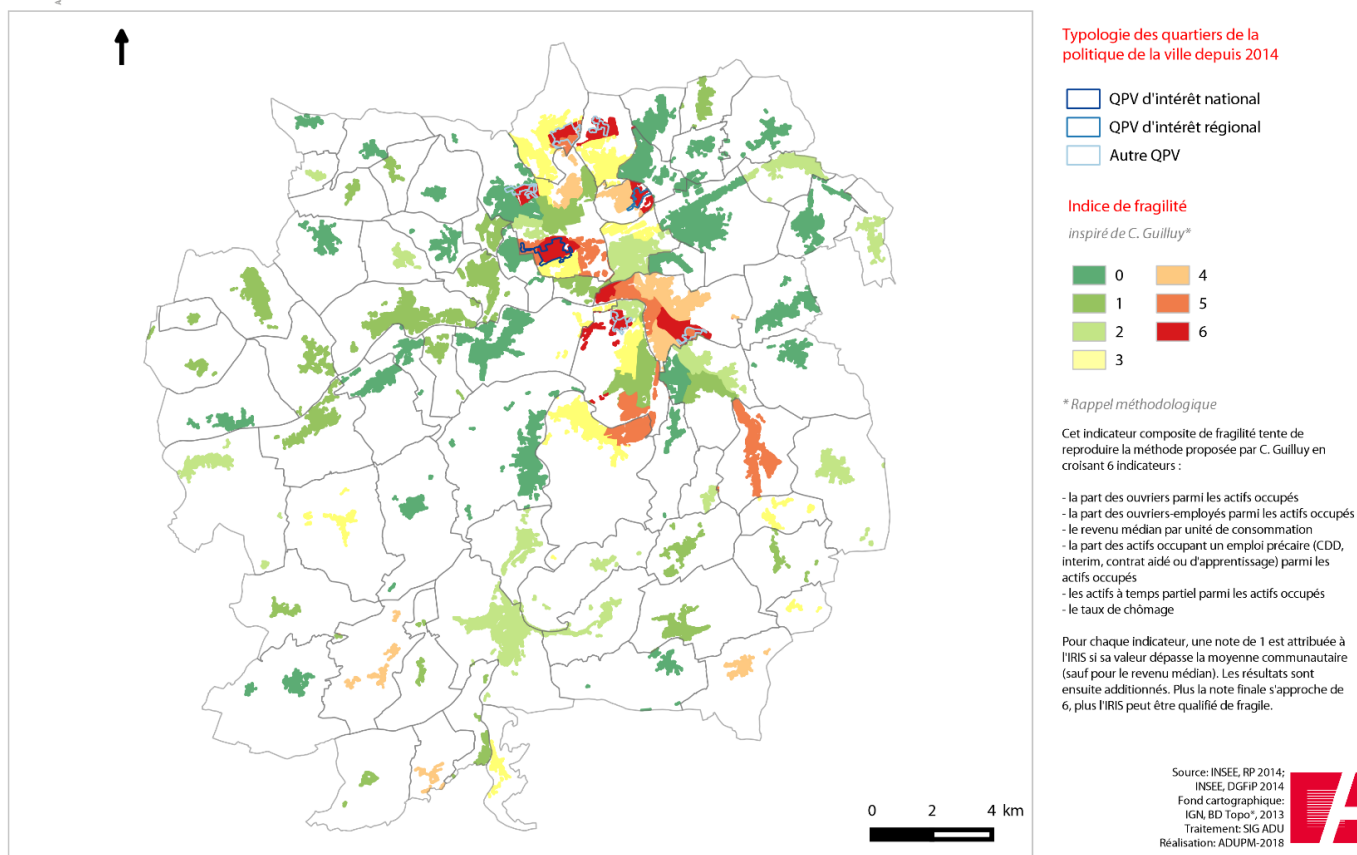 Typologie des quartiers de la
politique de la ville depuis 2014
QPV d'intérêt national
QPV d'intérêt régional
Autre QPV
Indice de fragilité
inspiré de C. Guilluy*
0
4
1
5
2
6
3
* Rappel méthodologique
Cet indicateur composite de fragilité tente de
reproduire la méthode proposée par C. Guilluy en
croisant 6 indicateurs :
- la part des ouvriers parmi les actifs occupés
- la part des ouvriers-employés parmi les actifs occupés
- le revenu médian par unité de consommation
- la part des actifs occupant un emploi précaire (CDD,
interim, contrat aidé ou d'apprentissage) parmi les
actifs occupés
- les actifs à temps partiel parmi les actifs occupés
- le taux de chômage
Pour chaque indicateur, une note de 1 est attribuée à
l'IRIS si sa valeur dépasse la moyenne communautaire
(sauf pour le revenu médian). Les résultats sont
ensuite additionnés. Plus la note finale s'approche de
6, plus l'IRIS peut être qualifié de fragile.
Source: INSEE, RP 2014;
INSEE, DGFiP 2014
Fond cartographique:
IGN, BD Topo*, 2013
Traitement: SIG ADU
Réalisation: ADUPM-2018
0 2 4 km